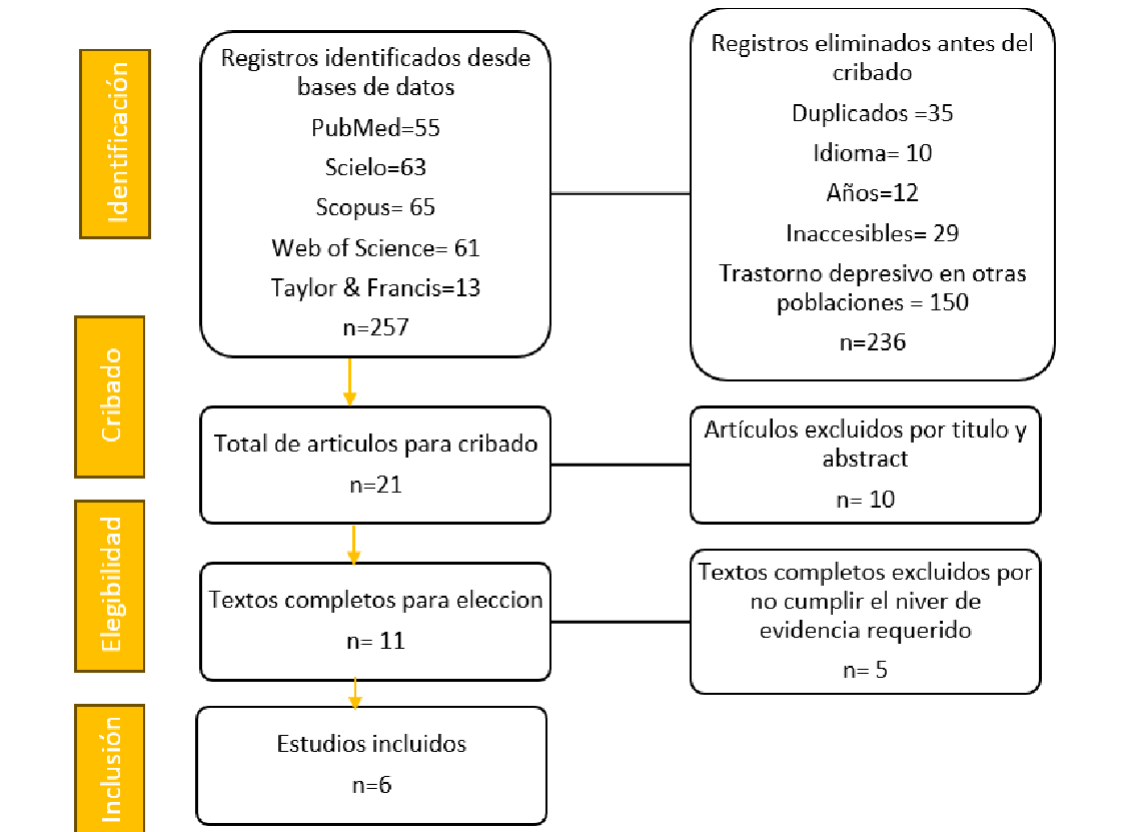 Identificación
Registros identificados desde
bases de datos
PubMed=55
Scielo=63
Scopus= 65
Web of Science= 61
Taylor & Francis=13
n=257
Registros eliminados antes del
cribado
Duplicados =35
Idioma= 10
Años=12
Inaccesibles= 29
Trastorno depresivo en otras
poblaciones = 150
n=236
Cribado
Total de articulos para cribado
n=21
Artículos excluidos por titulo y
abstract
n= 10
Elegibilidad
Textos completos para eleccion
n= 11
Textos completos excluidos por
no cumplir el niver de
evidencia requerido
n= 5
Inclusión
Estudios incluidos
n=6